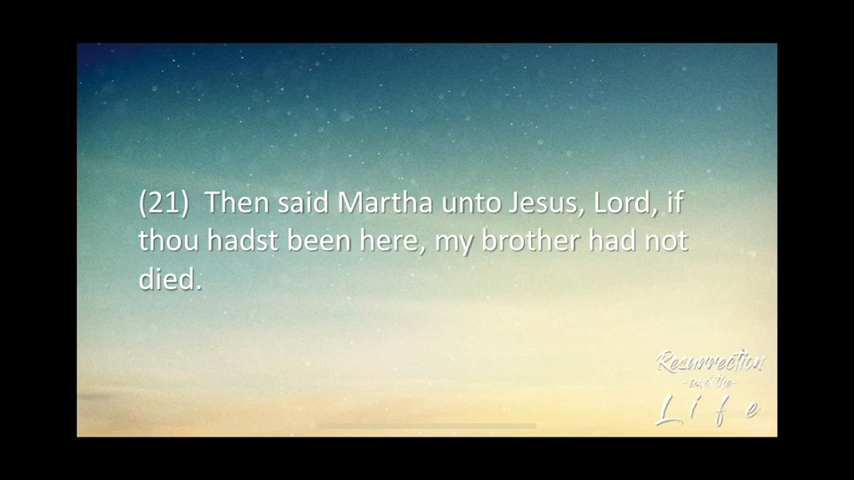 (21)  Then said Martha unto Jesus, Lord, if
thou hadst been here, my brother had not
died.
Resurrection
-and the-
Life